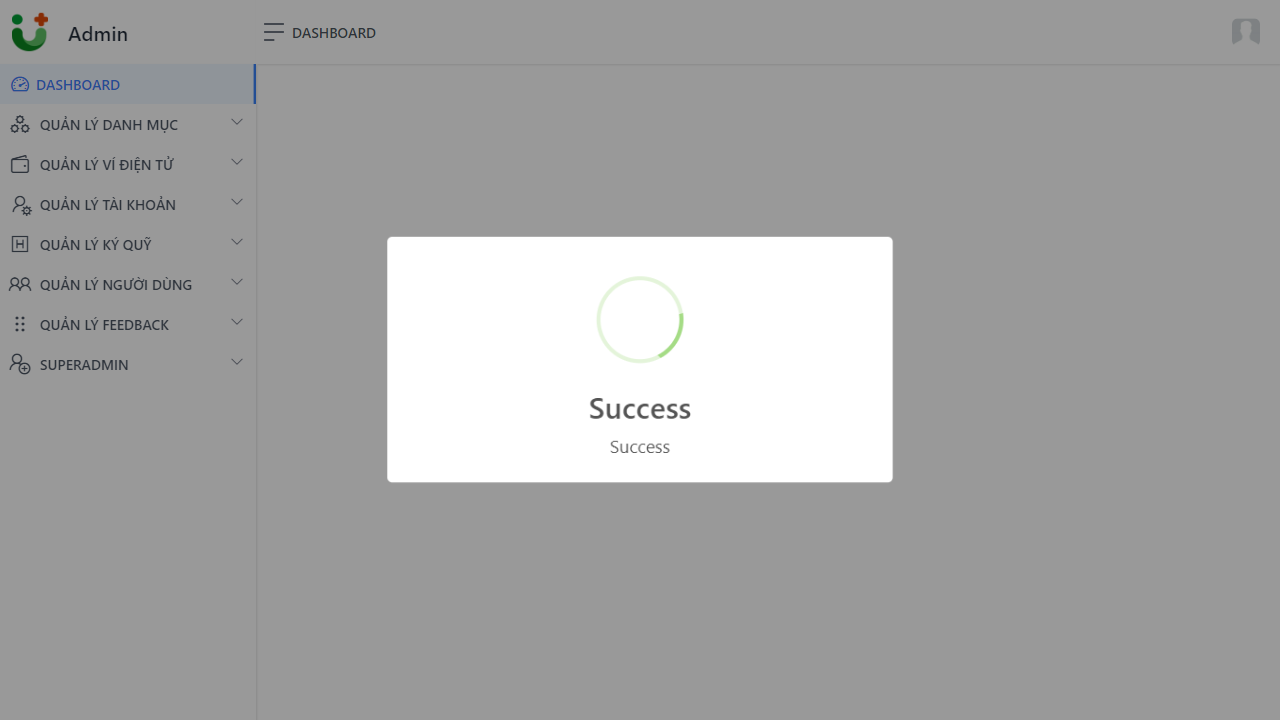 Admin
DASHBOARD
DASHBOARD
QUẢN LÝ DANH MỤC
QUẢN LÝ VÍ ĐIỆN TỬ
QUẢN LÝ TÀI KHOẢN
QUẢN LÝ KÝ QUỸ
QUẢN LÝ NGƯỜI DÙNG
QUẢN LÝ FEEDBACK
SUPERADMIN
Success
Success